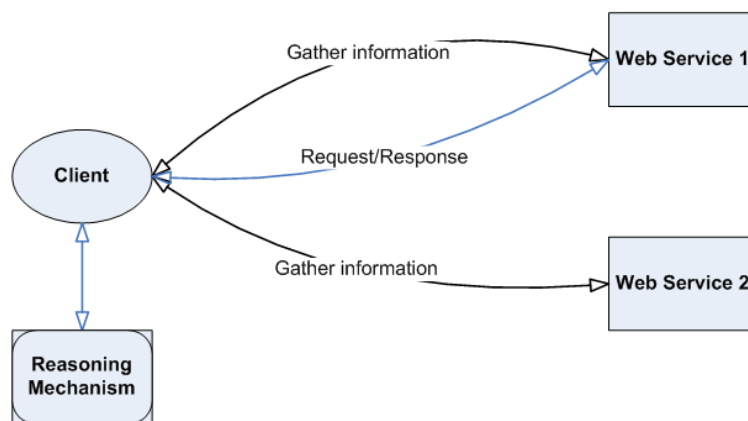 Gather information
Web Service 1
Request/Response
Client
Gather information
Web Service 2
Reasoning
Mechanism